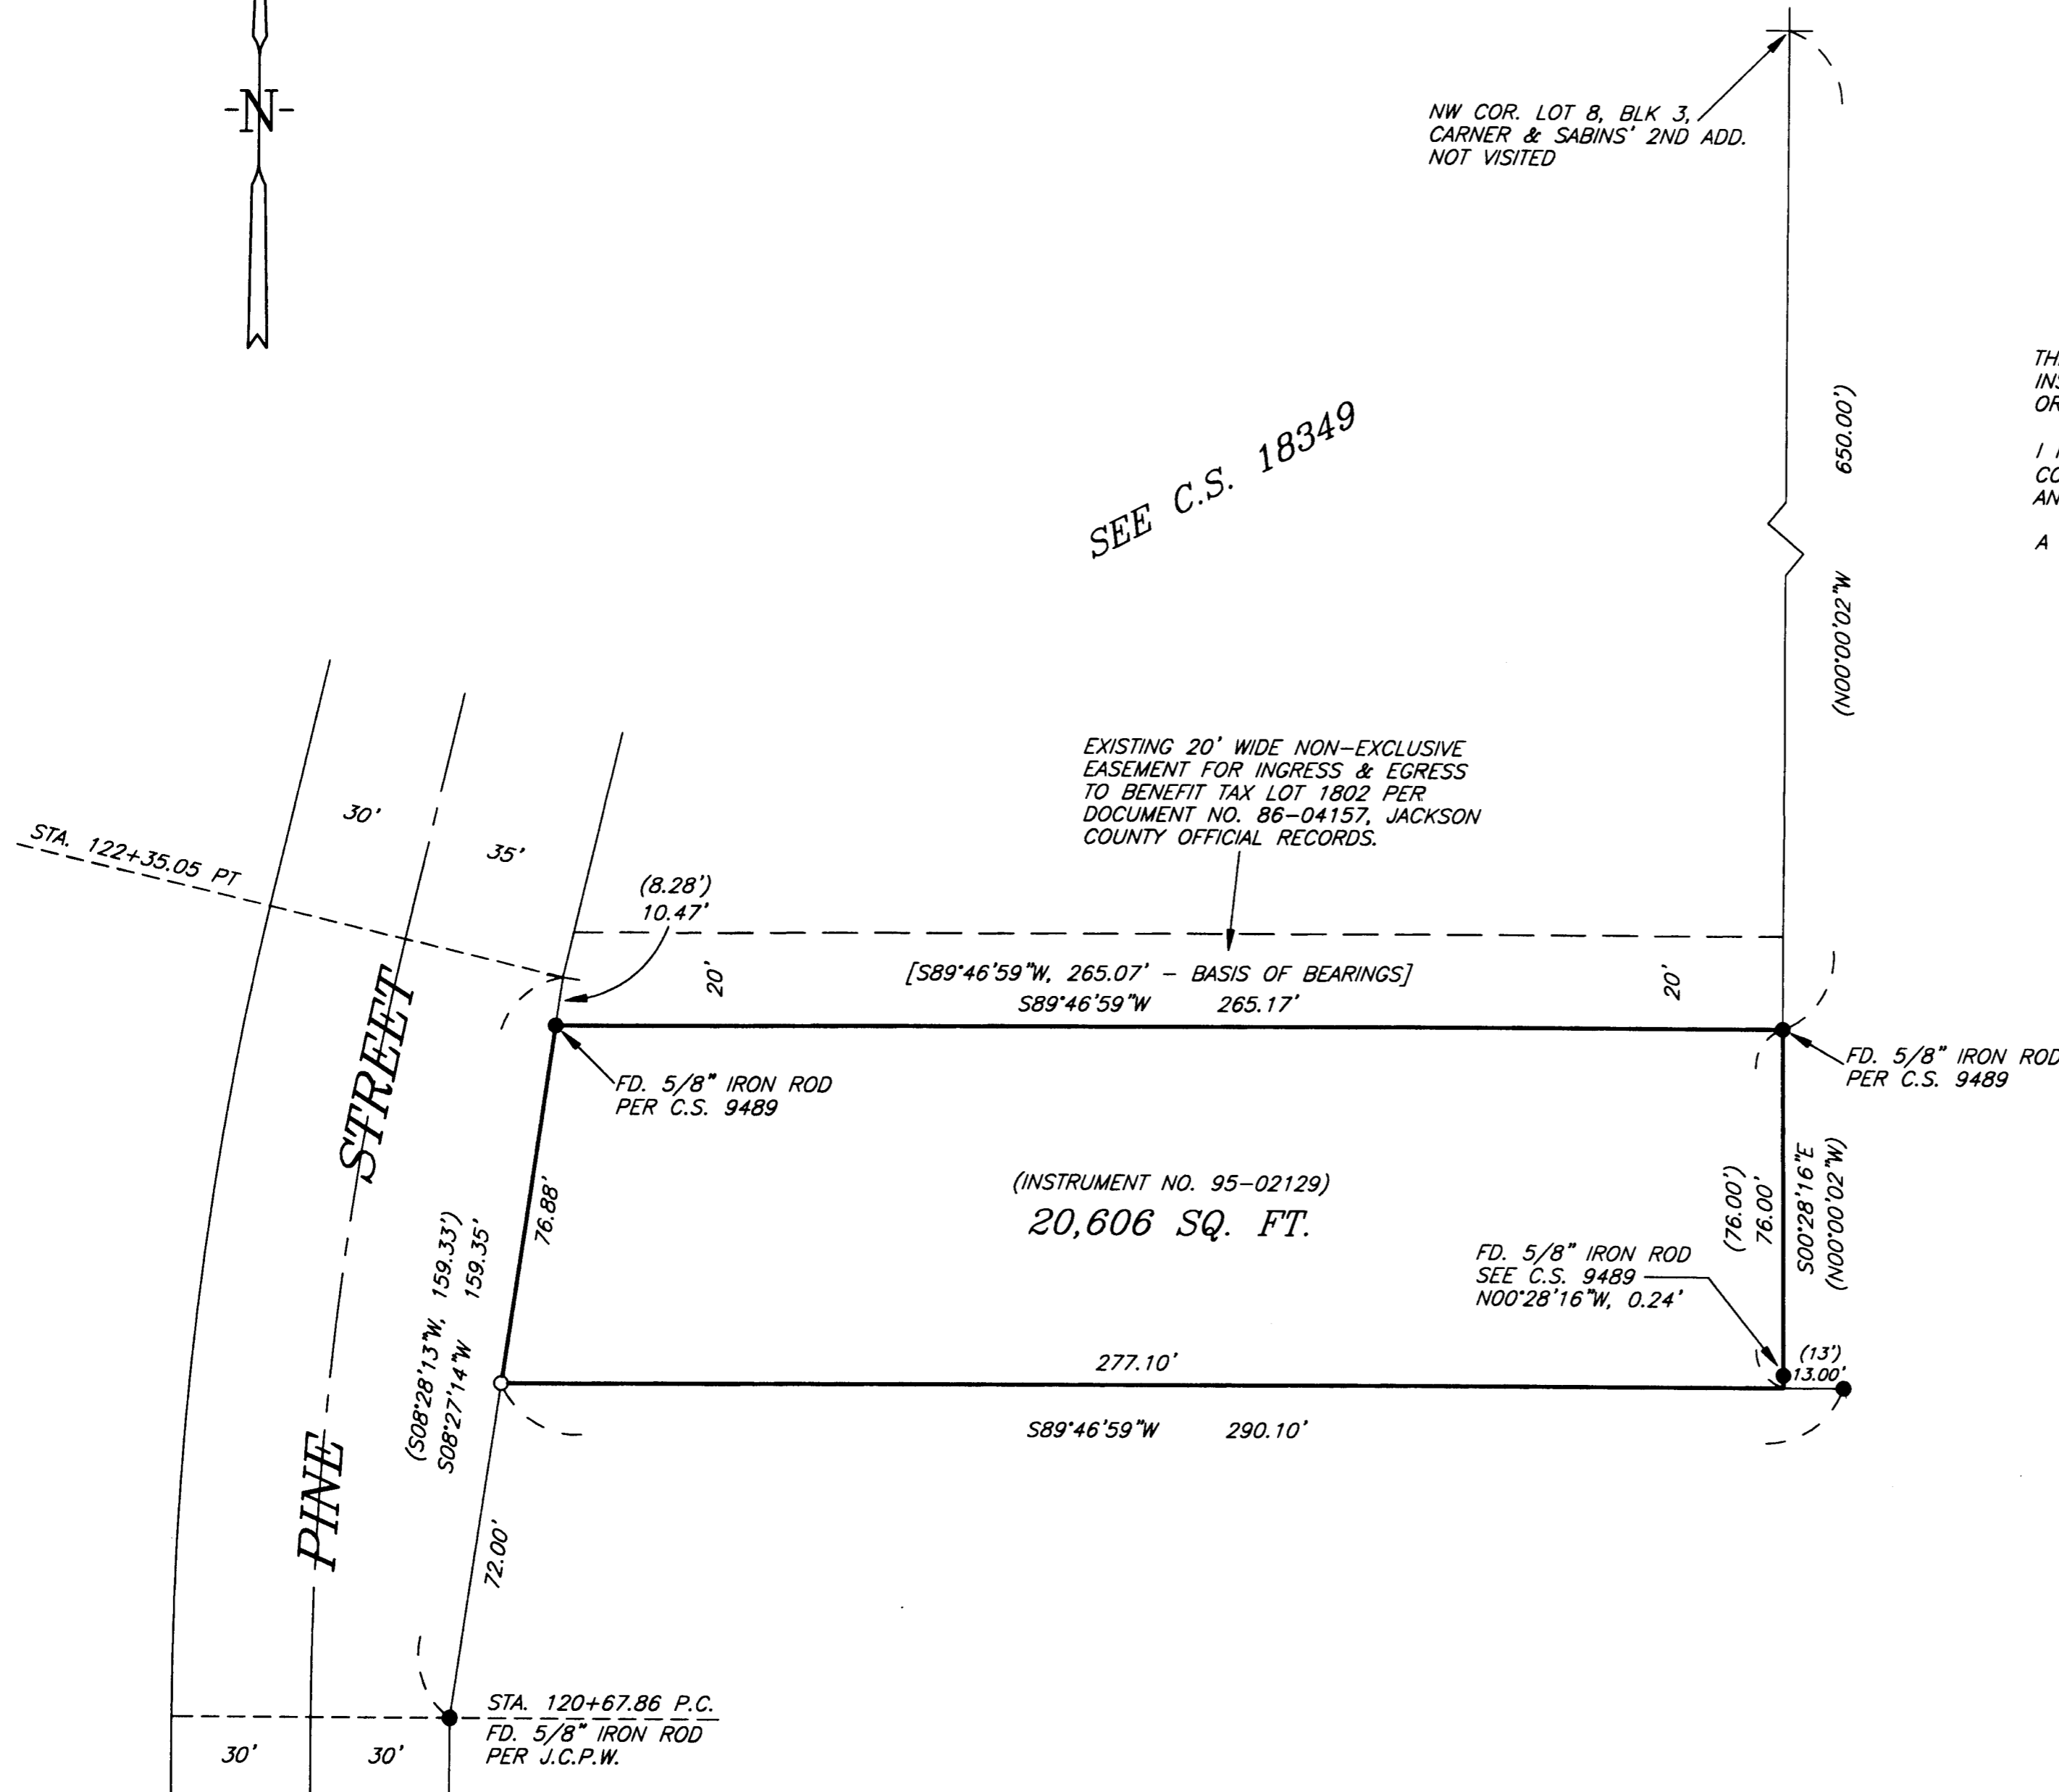 -N-
NW COR. LOT 8, BLK 3,
CARNER & SABINS' 2ND ADD.
NOT VISITED
SEE C.S. 18349
(N00°00'02"W 650.00')
I
A
30'
35'
STA. 122+35.05 PT
(8.28')
10.47'
EXISTING 20' WIDE NON-EXCLUSIVE
EASEMENT FOR INGRESS & EGRESS
TO BENEFIT TAX LOT 1802 PER
DOCUMENT NO. 86-04157, JACKSON
COUNTY OFFICIAL RECORDS.
20'
[S89°46'59"W, 265.07' - BASIS OF BEARINGS]
S89°46'59"W 265.17'
20'
FD. 5/8" IRON ROD
PER C.S. 9489
FD. 5/8" IRON ROD
PER C.S. 9489
PINE STREET
76.88'
(S08°28'13"W, 159.33')
S08°27'14"W 159.35'
(INSTRUMENT NO. 95-02129)
20,606 SQ. FT.
(76.00')
76.00'
S00°28'16"E
(N00°00'02"W)
FD. 5/8" IRON ROD
SEE C.S. 9489
N00°28'16"W, 0.24'
(13')
13.00'
277.10'
S89°46'59"W 290.10'
72.00'
STA. 120+67.86 P.C.
FD. 5/8" IRON ROD
PER J.C.P.W.
30'
30'